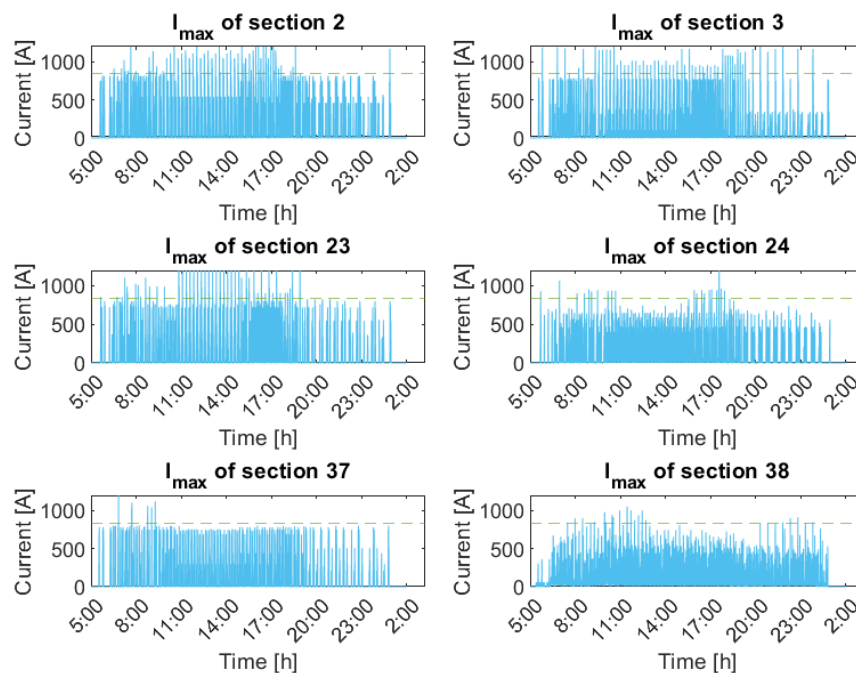 I_max of section 2
Current [A]
1000
500
0
5:00 8:00 11:00 14:00 17:00 20:00 23:00 2:00
Time [h]
I_max of section 3
Current [A]
1000
500
0
5:00 8:00 11:00 14:00 17:00 20:00 23:00 2:00
Time [h]
I_max of section 23
Current [A]
1000
500
0
5:00 8:00 11:00 14:00 17:00 20:00 23:00 2:00
Time [h]
I_max of section 24
Current [A]
1000
500
0
5:00 8:00 11:00 14:00 17:00 20:00 23:00 2:00
Time [h]
I_max of section 37
Current [A]
1000
500
0
5:00 8:00 11:00 14:00 17:00 20:00 23:00 2:00
Time [h]
I_max of section 38
Current [A]
1000
500
0
5:00 8:00 11:00 14:00 17:00 20:00 23:00 2:00
Time [h]